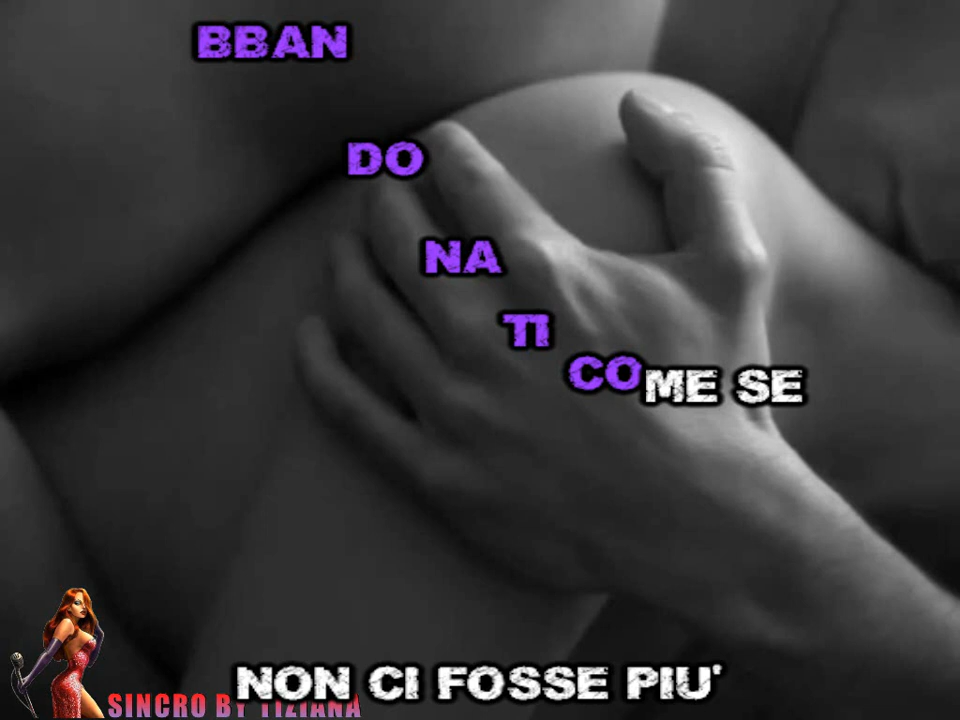 BBAN
DO
NA
TI
COME SE
NON CI FOSSE PIU'
SINCRO BY TIZIANA